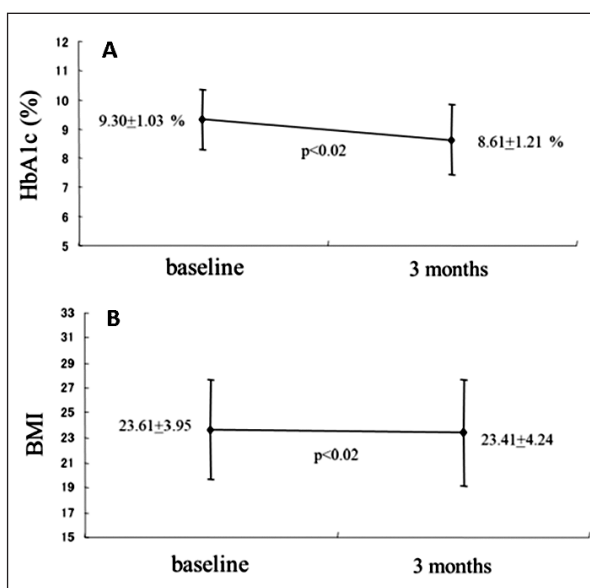 A
HbA1c (%)
12
11
10
9
8
7
6
5
9.30±1.03 %
p<0.02
8.61±1.21 %
baseline
3 months
B
BMI
33
31
29
27
25
23
21
19
17
15
23.61±3.95
p<0.02
23.41±4.24
baseline
3 months